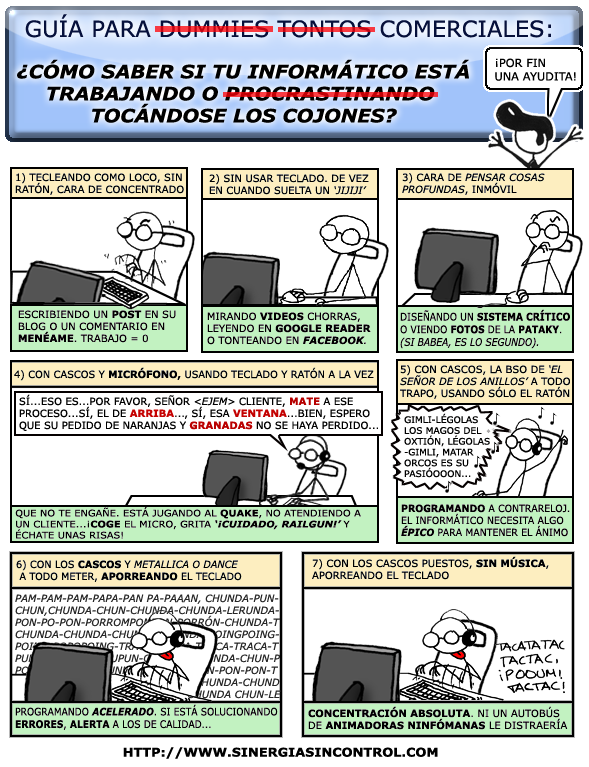 GUÍA PARA DUMMIES TONTOS COMERCIALES:
¿CÓMO SABER SI TU INFORMÁTICO ESTÁ
TRABAJANDO O PROCRASTINANDO
TOCÁNDOSE LOS COJONES?
¡POR FIN
UNA AYUDITA!
1) TECLEANDO COMO LOCO, SIN
RATÓN, CARA DE CONCENTRADO
ESCRIBIENDO UN POST EN SU
BLOG O UN COMENTARIO EN
MENÉAME. TRABAJO = 0
2) SIN USAR TECLADO. DE VEZ
EN CUANDO SUELTA UN 'JIJIJI'
MIRANDO VIDEOS CHORRAS,
LEYENDO EN GOOGLE READER
O TONTEANDO EN FACEBOOK.
3) CARA DE PENSAR COSAS
PROFUNDAS, INMÓVIL
DISEÑANDO UN SISTEMA CRÍTICO
O VIENDO FOTOS DE LA PATAKY.
(SI BABEA, ES LO SEGUNDO).
4) CON CASCOS Y MICRÓFONO, USANDO TECLADO Y RATÓN A LA VEZ
SÍ...ESO ES...POR FAVOR, SEÑOR <EJEM> CLIENTE, MATE A ESE
PROCESO...SÍ, EL DE ARRIBA..., SÍ, ESA VENTANA...BIEN, ESPERO
QUE SU PEDIDO DE NARANJAS Y GRANADAS NO SE HAYA PERDIDO...
QUE NO TE ENGAÑE. ESTÁ JUGANDO AL QUAKE, NO ATENDIENDO A
UN CLIENTE...¡COGE EL MICRO, GRITA '¡CUIDADO, RAILGUN!' Y
ÉCHATE UNAS RISAS!
5) CON CASCOS, LA BSO DE 'EL
SEÑOR DE LOS ANILLOS' A TODO
TRAPO, USANDO SÓLO EL RATÓN
GIMLI-LÉGOLAS
LOS MAGOS DEL
OXTIÓN, LÉGOLAS
-GIMLI, MATAR
ORCOS ES SU
PASIÓOOON...
PROGRAMANDO A CONTRARELOJ.
EL INFORMÁTICO NECESITA ALGO
ÉPICO PARA MANTENER EL ÁNIMO
6) CON LOS CASCOS Y METALLICA O DANCE
A TODO METER, APORREANDO EL TECLADO
PAM-PAM-PAM-PAPA-PAN PA-PAAAN, CHUNDA-PUN-
CHUN,CHUNDA-CHUN-CHUNDA-CHUNDA-LERUNDA-
PON-PO-PON-PORROMPO PORRÓN-CHUNDA-T
CHUNDA-CHUNDA-CHUNDA PINGPOING-
TRACA-TRACA-T
CHUNDA-CHUN-P
PON-PON-T
CHUNDA-CHUND
UNDA CHUN-LE
PROGRAMANDO ACELERADO. SI ESTÁ SOLUCIONANDO
ERRORES, ALERTA A LOS DE CALIDAD...
7) CON LOS CASCOS PUESTOS, SIN MÚSICA,
APORREANDO EL TECLADO
TACATATAC
TACTAC,
¡PODUM!
TACTAC!
CONCENTRACIÓN ABSOLUTA. NI UN AUTOBÚS
DE ANIMADORAS NINFÓMANAS LE DISTRAERÍA
HTTP://WWW.SINERGIASINCONTROL.COM